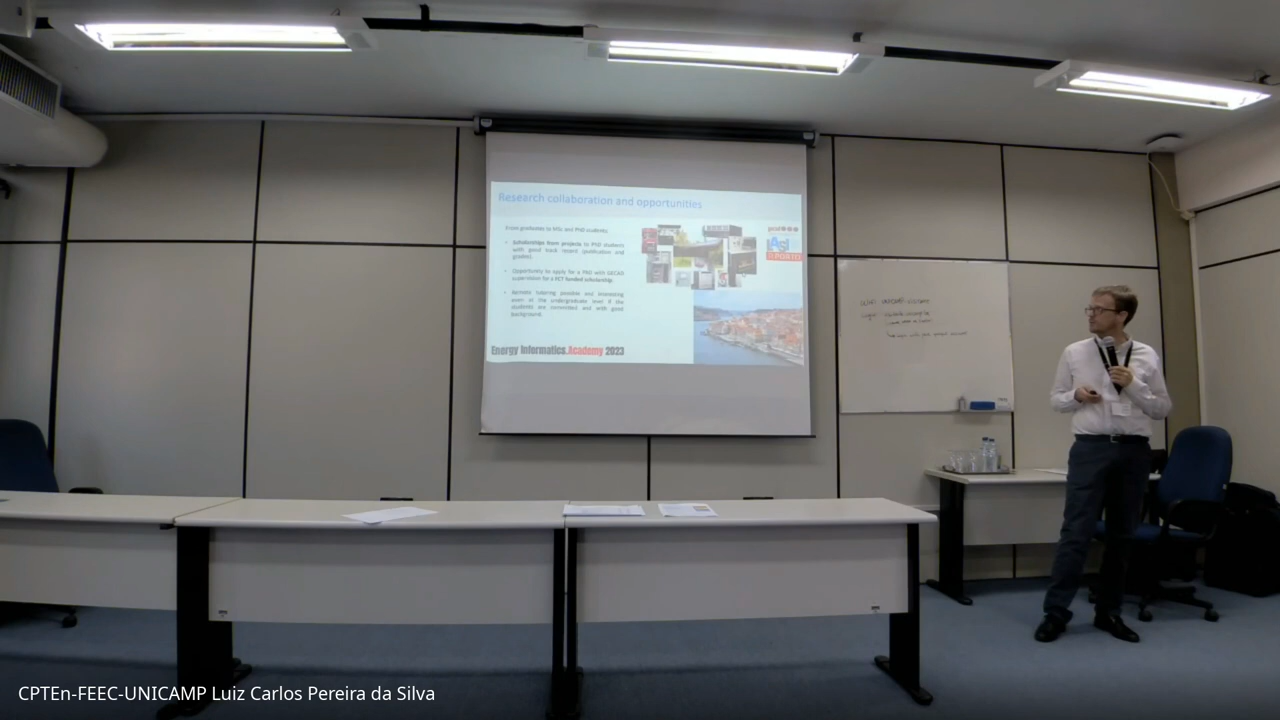 Research collaboration and opportunities
From graduates to MSc and PhD students:
• Scholarships from projects to PhD students
with good track record (publication and
grades).
• Opportunity to apply for a PhD with GECAD
supervision for a FCT funded scholarship.
• Remote tutoring possible and interesting
even at the undergraduate level if the
students are committed and with good
background.
Energy Informatics.Academy 2023
PORTO
CPTEn-FEEC-UNICAMP Luiz Carlos Pereira da Silva